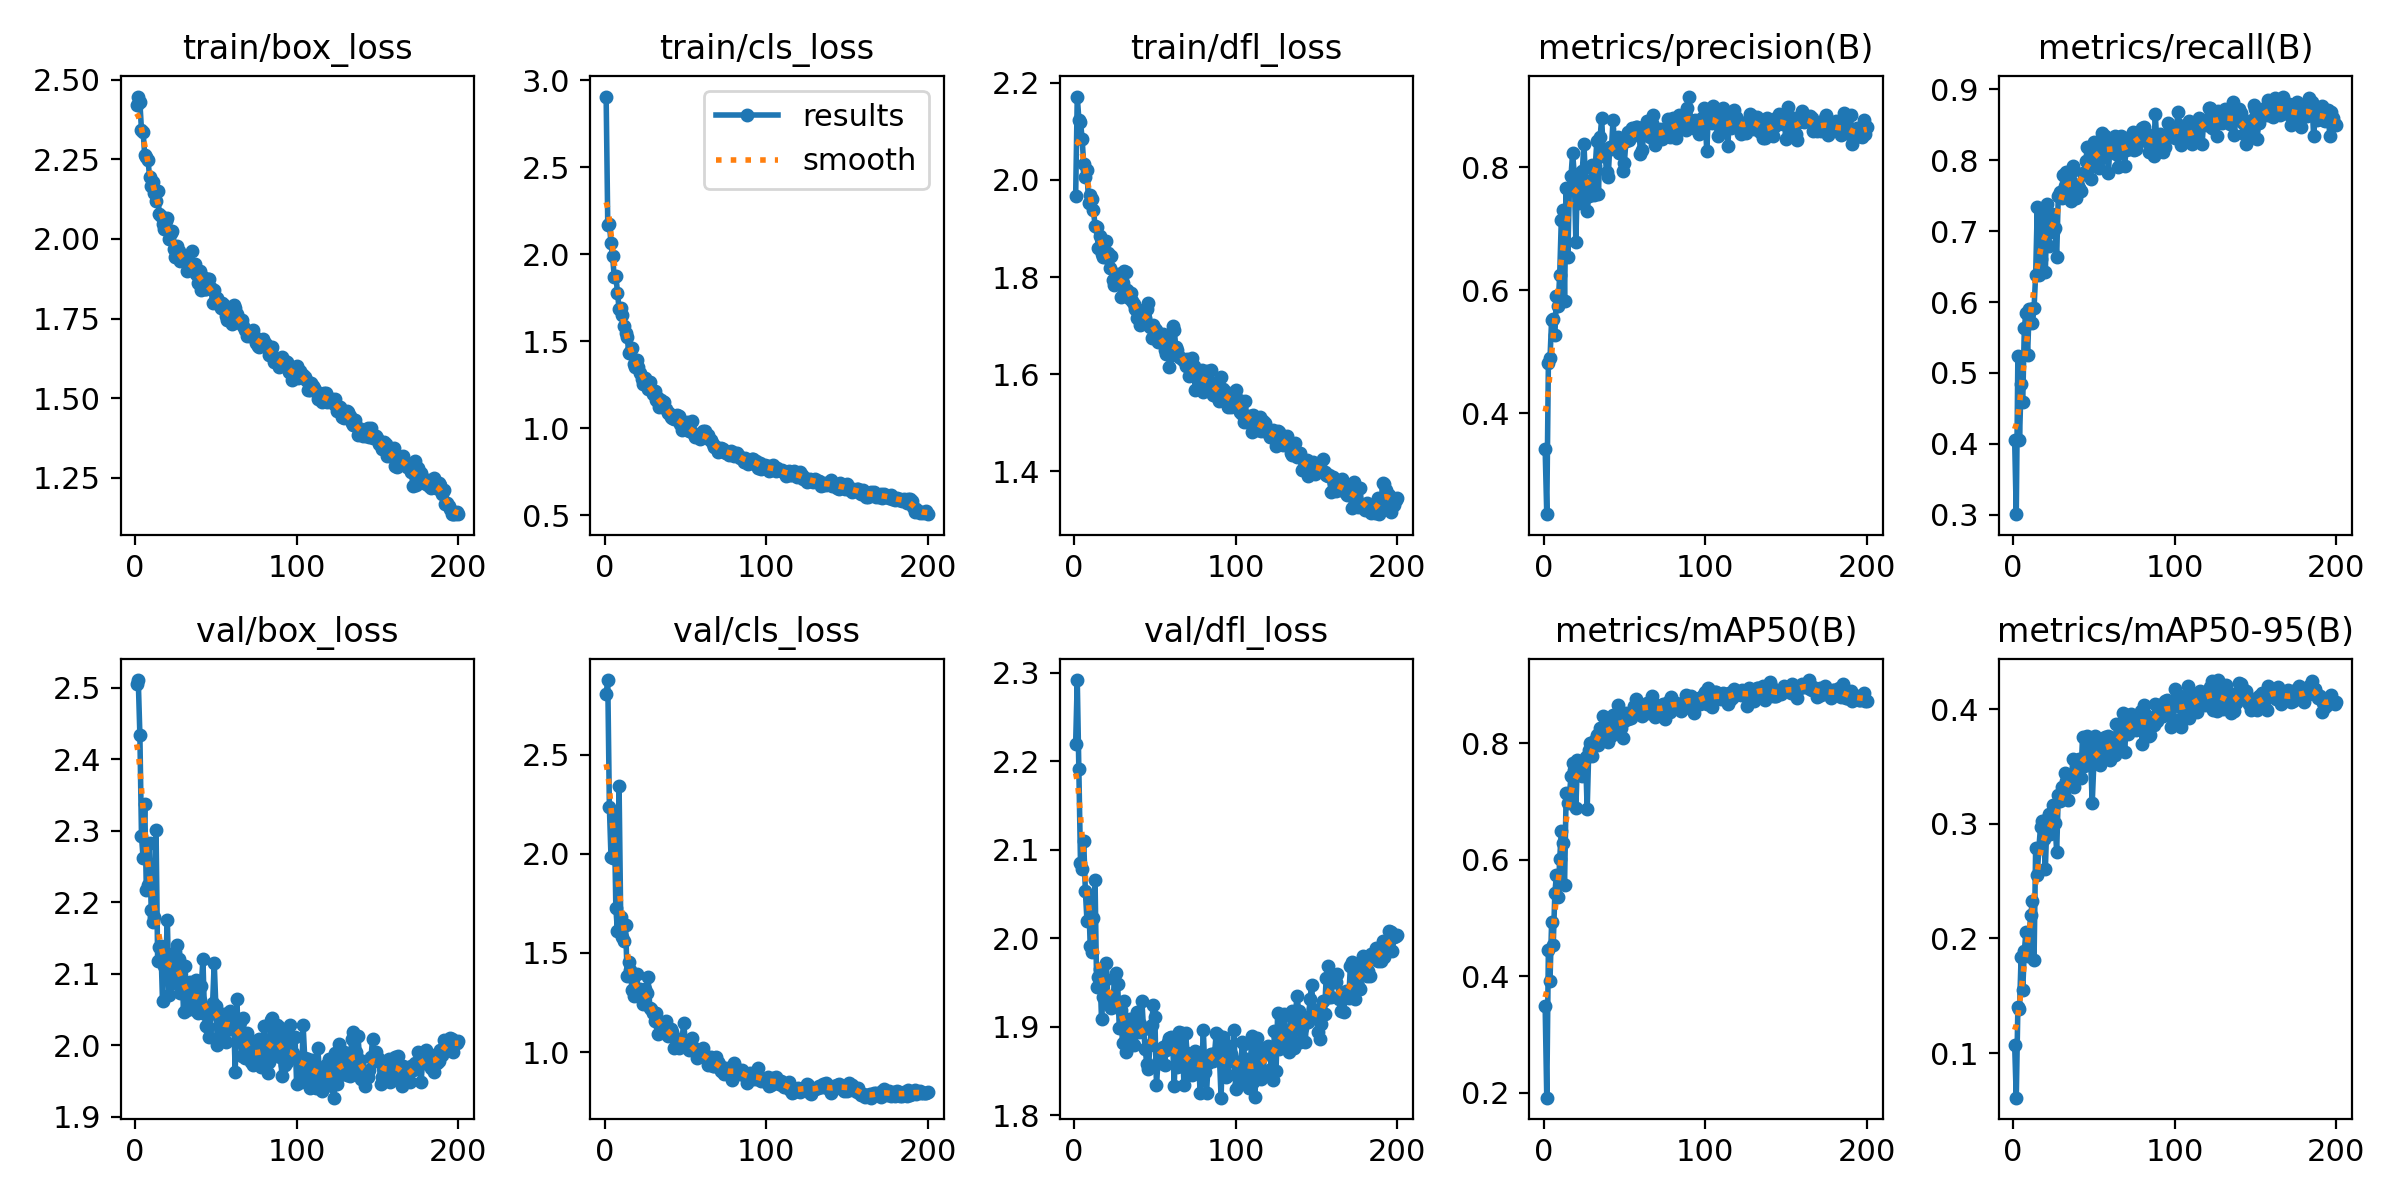 train/box_loss
2.50
2.25
2.00
1.75
1.50
1.25
0 100 200
train/cls_loss
results
smooth
3.0
2.5
2.0
1.5
1.0
0.5
0 100 200
train/dfl_loss
2.2
2.0
1.8
1.6
1.4
0 100 200
metrics/precision(B)
0.8
0.6
0.4
0 100 200
metrics/recall(B)
0.9
0.8
0.7
0.6
0.5
0.4
0.3
0 100 200
val/box_loss
2.5
2.4
2.3
2.2
2.1
2.0
1.9
0 100 200
val/cls_loss
2.5
2.0
1.5
1.0
0 100 200
val/dfl_loss
2.3
2.2
2.1
2.0
1.9
1.8
0 100 200
metrics/mAP50(B)
0.8
0.6
0.4
0.2
0 100 200
metrics/mAP50-95(B)
0.4
0.3
0.2
0.1
0 100 200